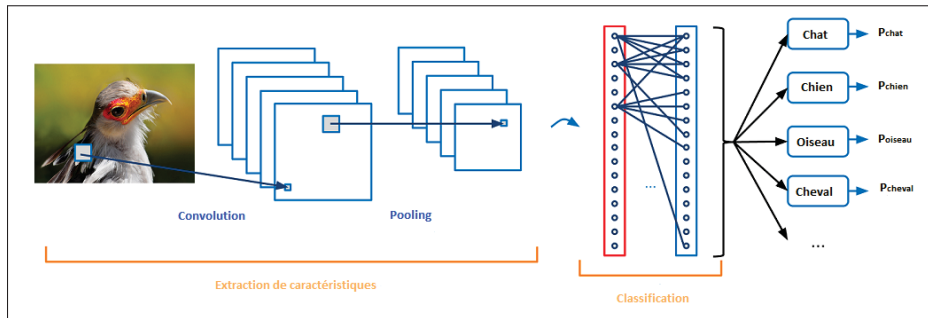 Convolution
Pooling
Extraction de caractéristiques
...
Classification
Chat
Pchat
Chien
Pchien
Oiseau
Poiseau
Cheval
Pcheval
...